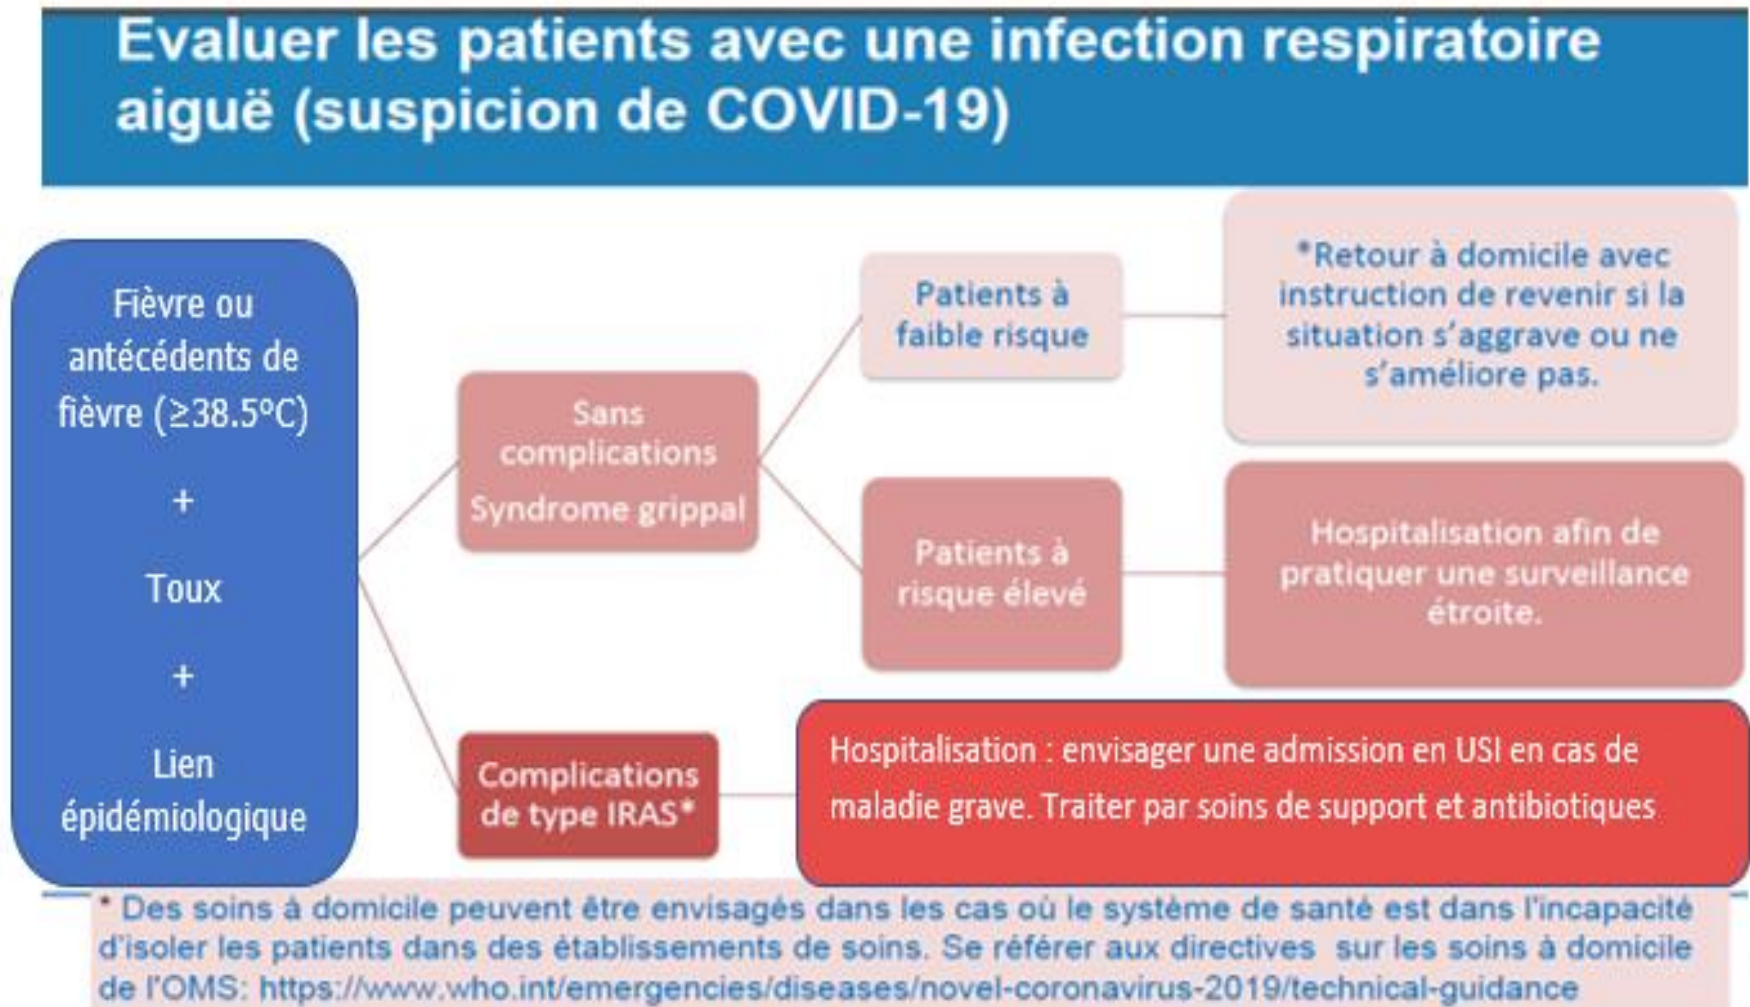 Evaluer les patients avec une infection respiratoire
aiguë (suspicion de COVID-19)
Fièvre ou
antécédents de
fièvre (≥38.5ºC)
+
Toux
+
Lien
épidémiologique
Sans
complications
Syndrome grippal
Patients à
faible risque
*Retour à domicile avec
instruction de revenir si la
situation s'aggrave ou ne
s'améliore pas.
Patients à
risque élevé
Hospitalisation afin de
pratiquer une surveillance
étroite.
Complications
de type IRAS*
Hospitalisation : envisager une admission en USI en cas de
maladie grave. Traiter par soins de support et antibiotiques
* Des soins à domicile peuvent être envisagés dans les cas où le système de santé est dans l'incapacité
d'isoler les patients dans des établissements de soins. Se référer aux directives sur les soins à domicile
de l'OMS: https://www.who.int/emergencies/diseases/novel-coronavirus-2019/technical-guidance